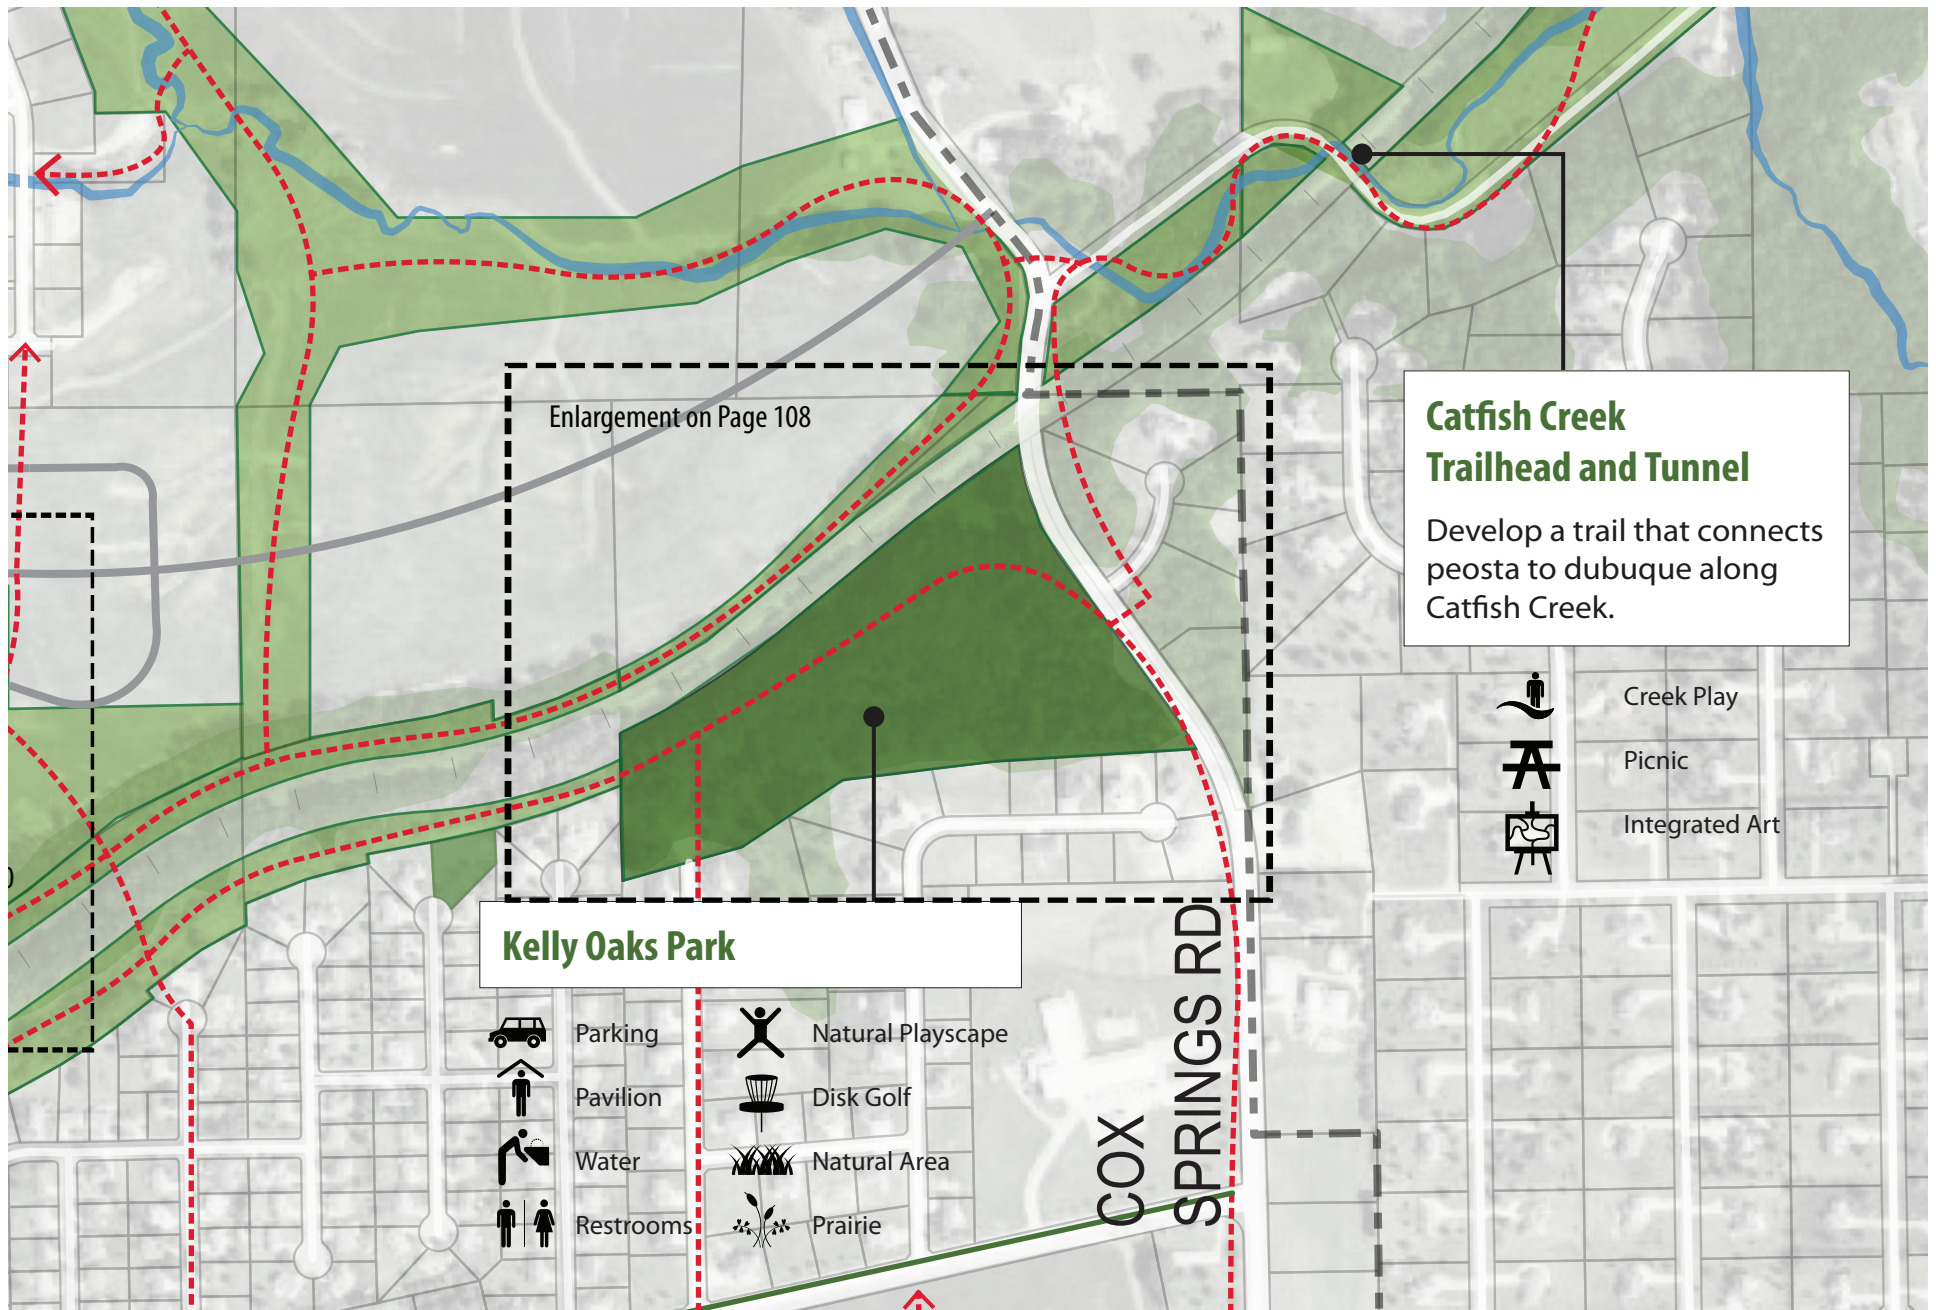 Enlargement on Page 108
Catfish Creek
Trailhead and Tunnel
Develop a trail that connects
peosta to dubuque along
Catfish Creek.
Creek Play
Picnic
Integrated Art
Kelly Oaks Park
Parking
Pavilion
Water
Restrooms
Natural Playscape
Disk Golf
Natural Area
Prairie
COX
SPRINGS RD